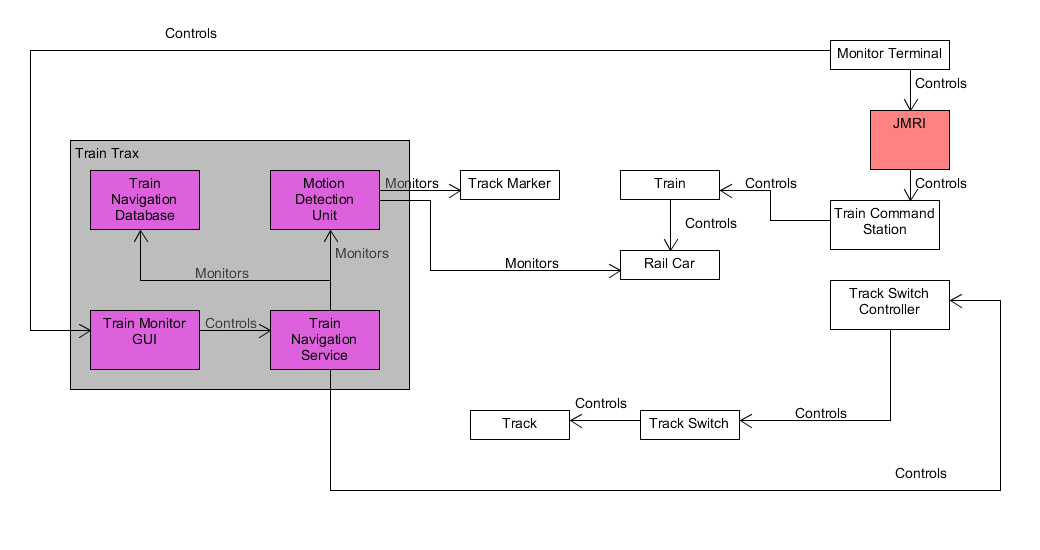 Controls
Monitor Terminal
Controls
JMRI
Train Trax
Train
Navigation
Database
Motion
Detection
Unit
Monitors
Track Marker
Train
Controls
Controls
Train Command
Station
Controls
Monitors
Monitors
Monitors
Rail Car
Train Monitor
GUI
Controls
Train
Navigation
Service
Track Switch
Controller
Controls
Track
Track Switch
Controls
Controls